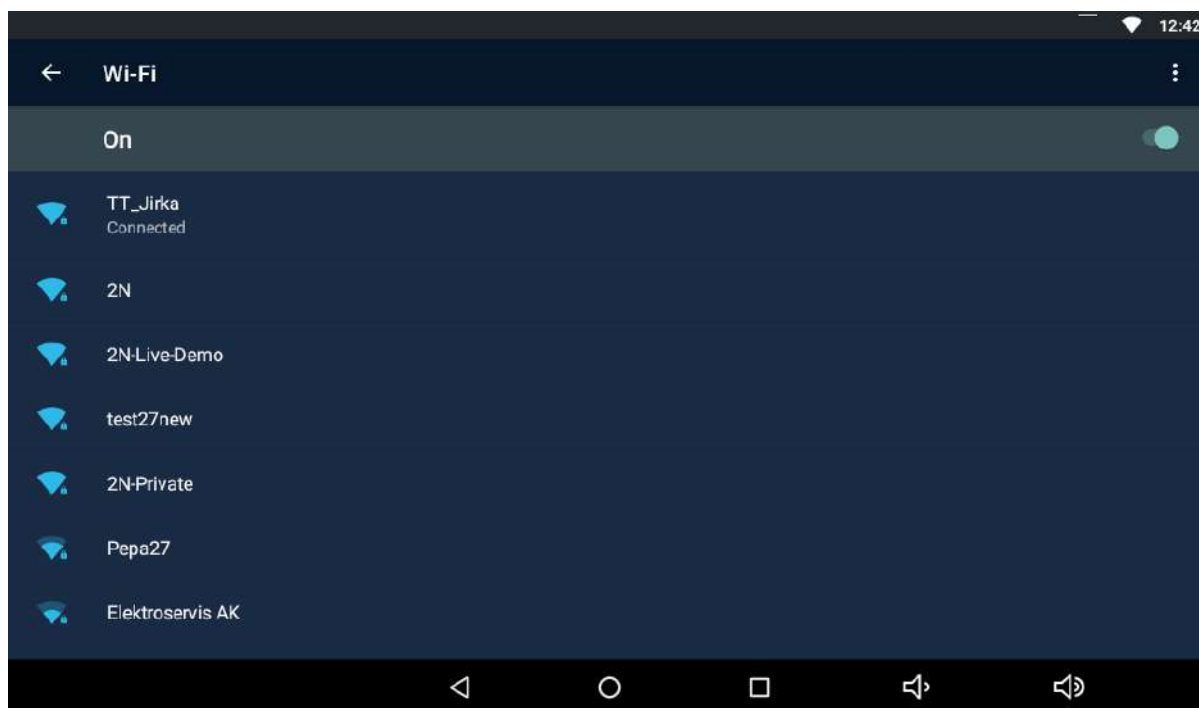 12:42
Wi-Fi
On
TT_Jirka
Connected
2N
2N-Live-Demo
test27new
2N-Private
Pepa27
Elektroservis AK